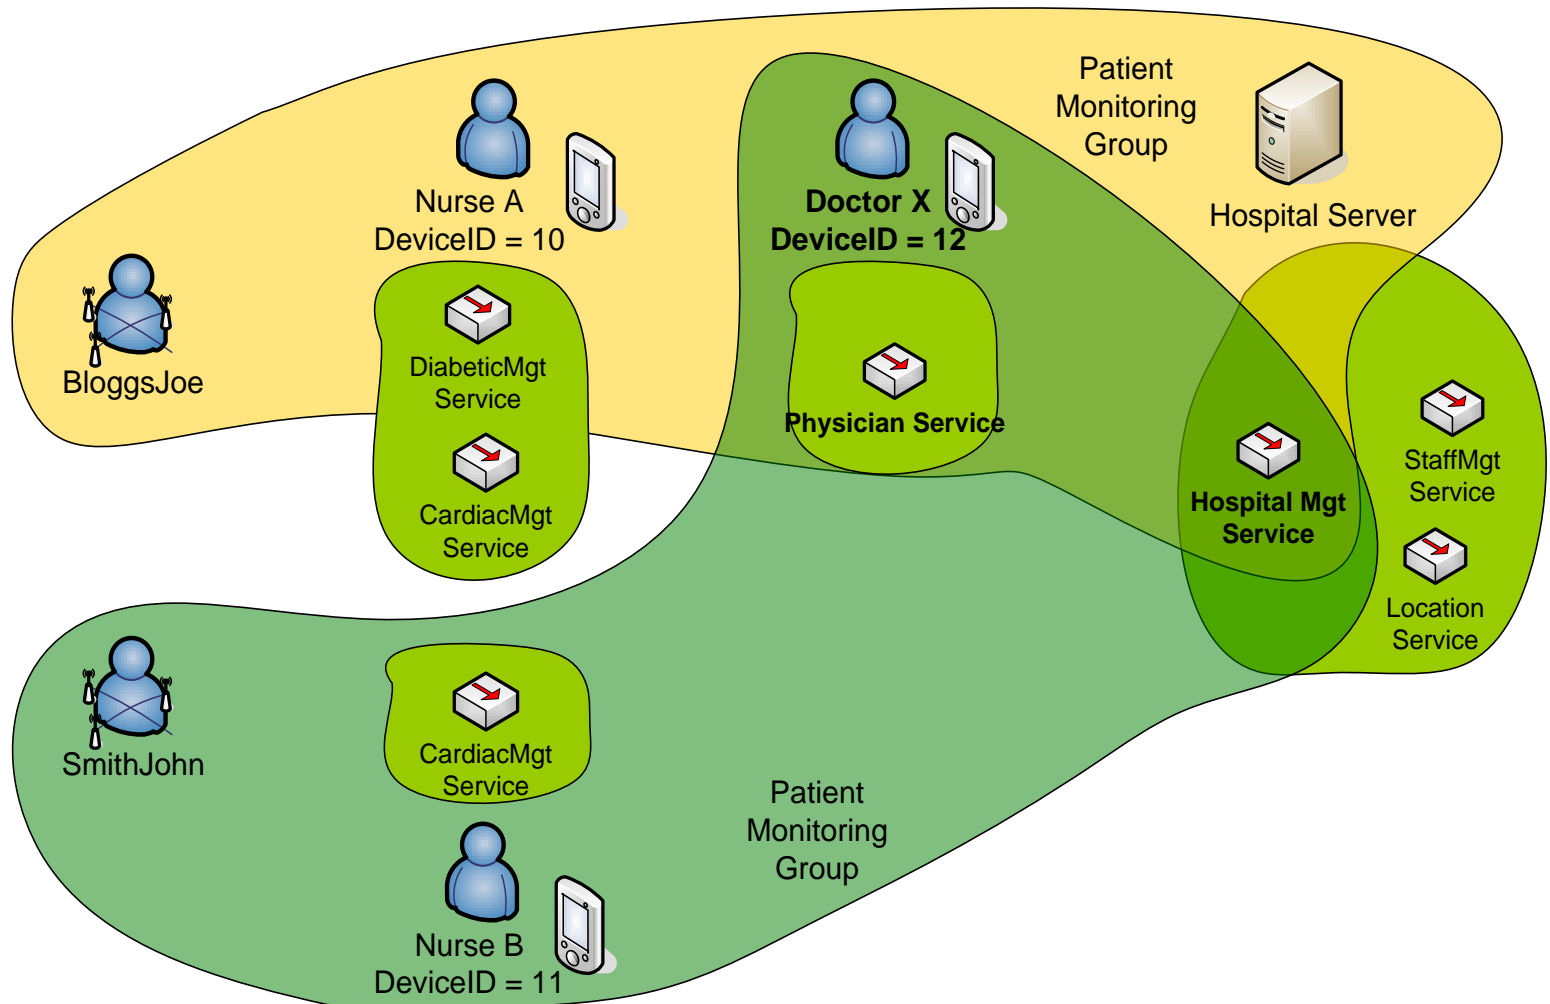 Patient
Monitoring
Group
Nurse A
DeviceID = 10
Doctor X
DeviceID = 12
Hospital Server
BloggsJoe
DiabeticMgt
Service
CardiacMgt
Service
Physician Service
Hospital Mgt
Service
StaffMgt
Service
Location
Service
SmithJohn
CardiacMgt
Service
Patient
Monitoring
Group
Nurse B
DeviceID = 11